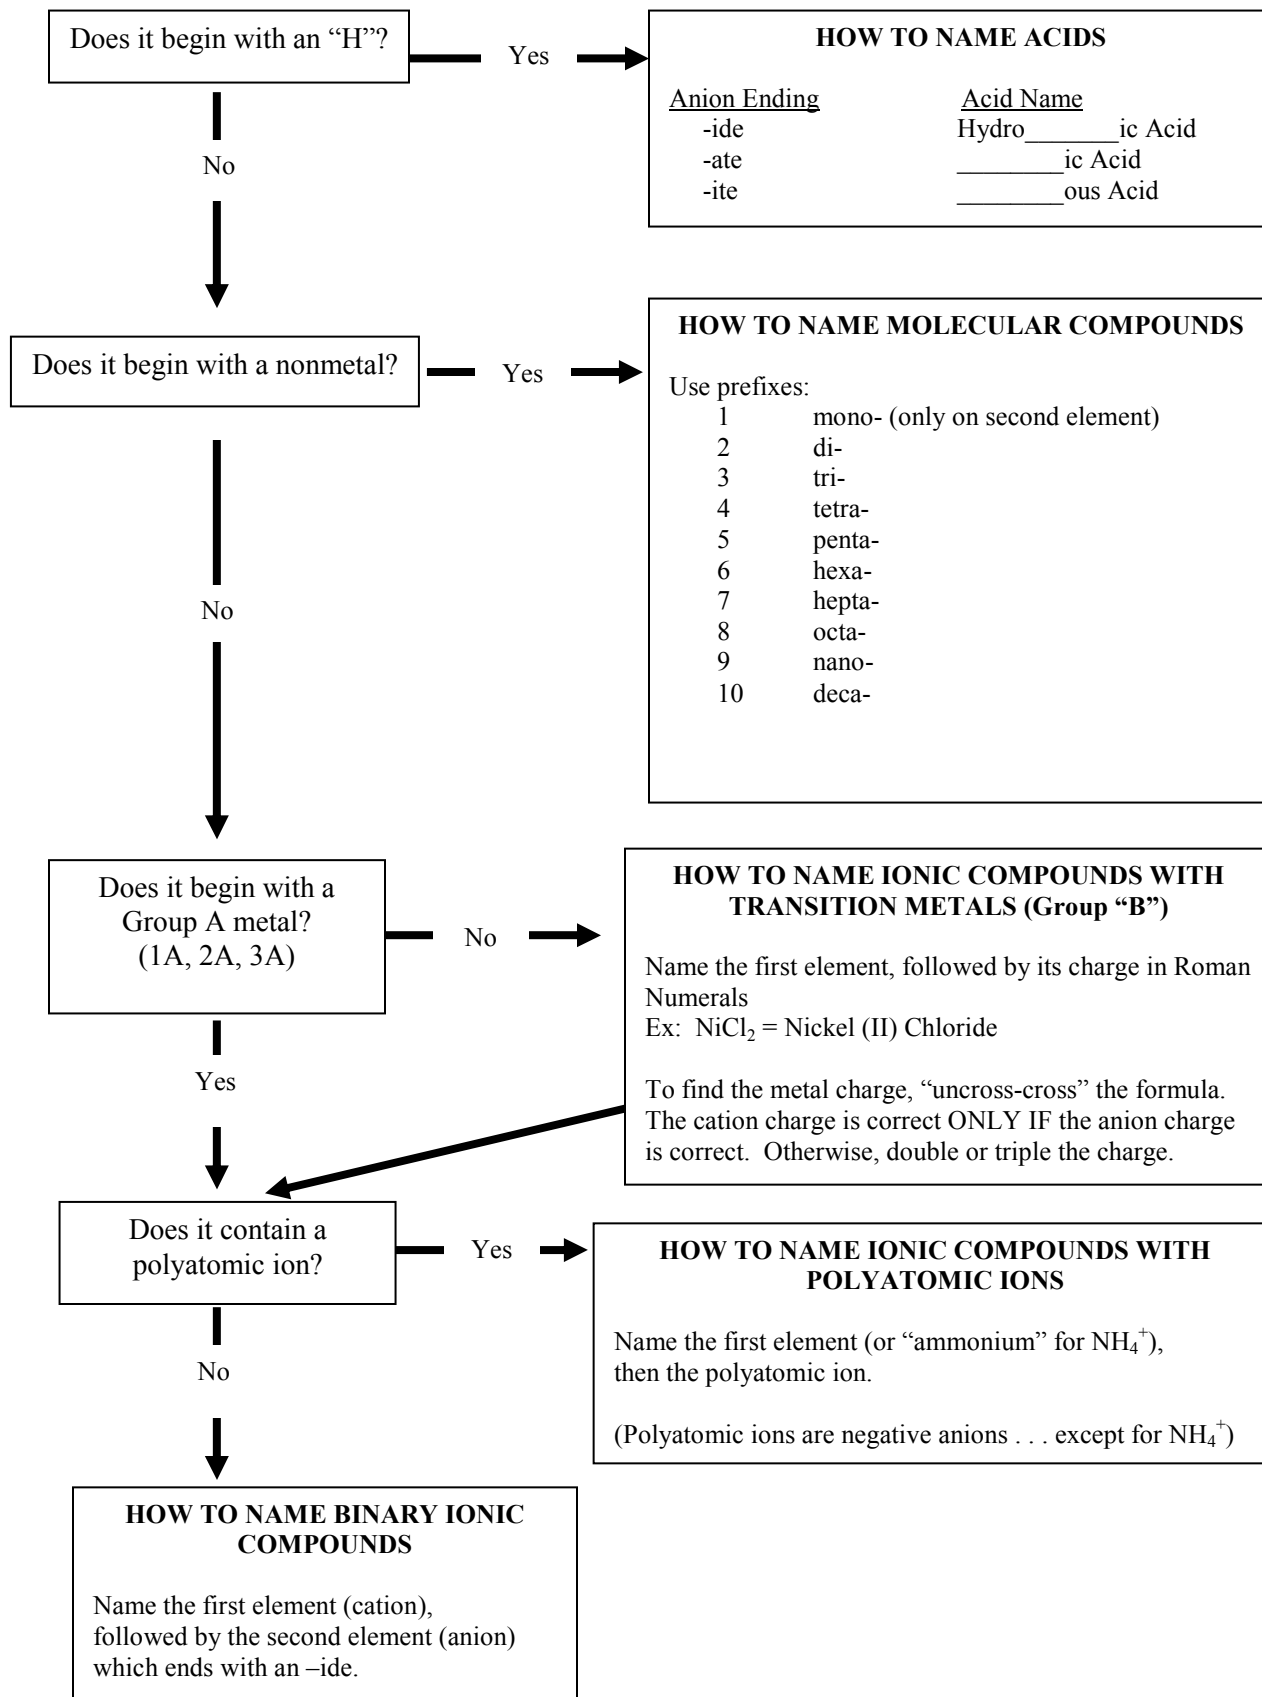 Does it begin with an “H”?
Yes
HOW TO NAME ACIDS
Anion Ending Acid Name
-ide Hydro_______ic Acid
-ate ________ic Acid
-ite ________ous Acid
No
Does it begin with a nonmetal?
Yes
HOW TO NAME MOLECULAR COMPOUNDS
Use prefixes:
1 mono- (only on second element)
2 di-
3 tri-
4 tetra-
5 penta-
6 hexa-
7 hepta-
8 octa-
9 nano-
10 deca-
No
Does it begin with a
Group A metal?
(1A, 2A, 3A)
No
HOW TO NAME IONIC COMPOUNDS WITH
TRANSITION METALS (Group “B”)
Name the first element, followed by its charge in Roman
Numerals
Ex: NiCl₂ = Nickel (II) Chloride
To find the metal charge, “uncross-cross” the formula.
The cation charge is correct ONLY IF the anion charge
is correct. Otherwise, double or triple the charge.
Yes
Does it contain a
polyatomic ion?
Yes
HOW TO NAME IONIC COMPOUNDS WITH
POLYATOMIC IONS
Name the first element (or “ammonium” for NH₄⁺),
then the polyatomic ion.
(Polyatomic ions are negative anions . . . except for NH₄⁺)
No
HOW TO NAME BINARY IONIC
COMPOUNDS
Name the first element (cation),
followed by the second element (anion)
which ends with an –ide.